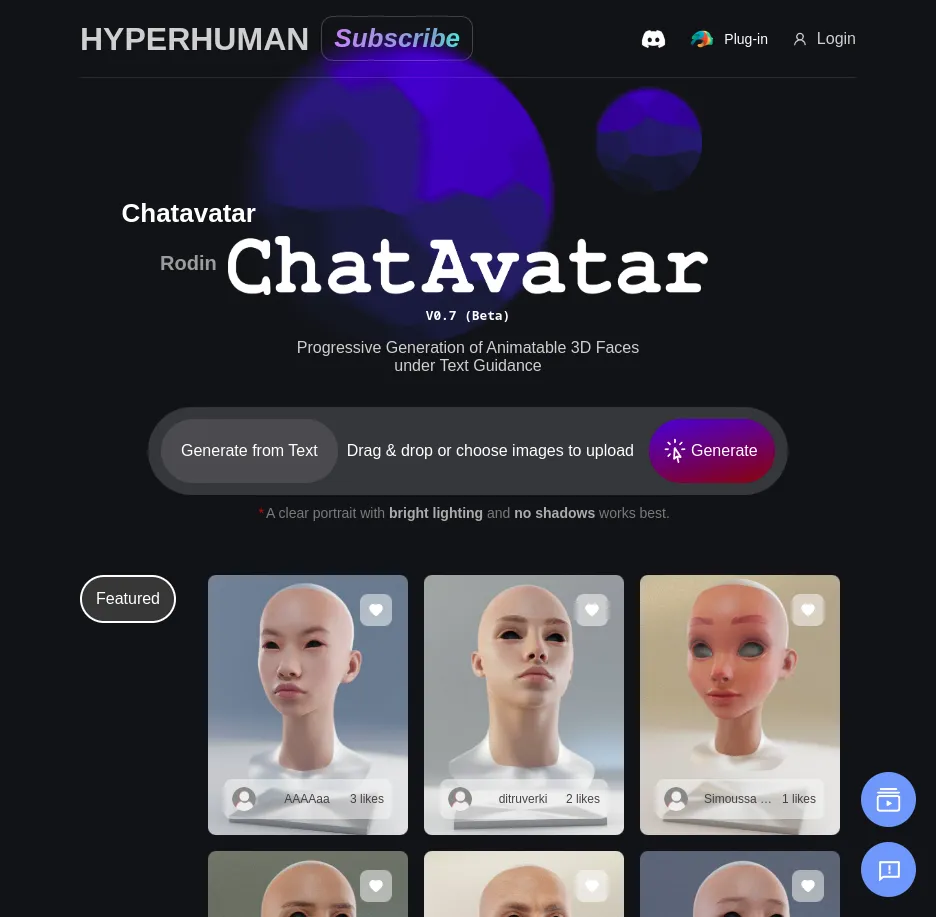 HYPERHUMAN Subscribe Plug-in Login
Chatavatar
Rodin
ChatAvatar
V0.7 (Beta)
Progressive Generation of Animatable 3D Faces
under Text Guidance
Generate from Text Drag & drop or choose images to upload Generate
* A clear portrait with bright lighting and no shadows works best.
Featured
AAAAaa 3 likes
ditruverki 2 likes
Simoussa … 1 likes